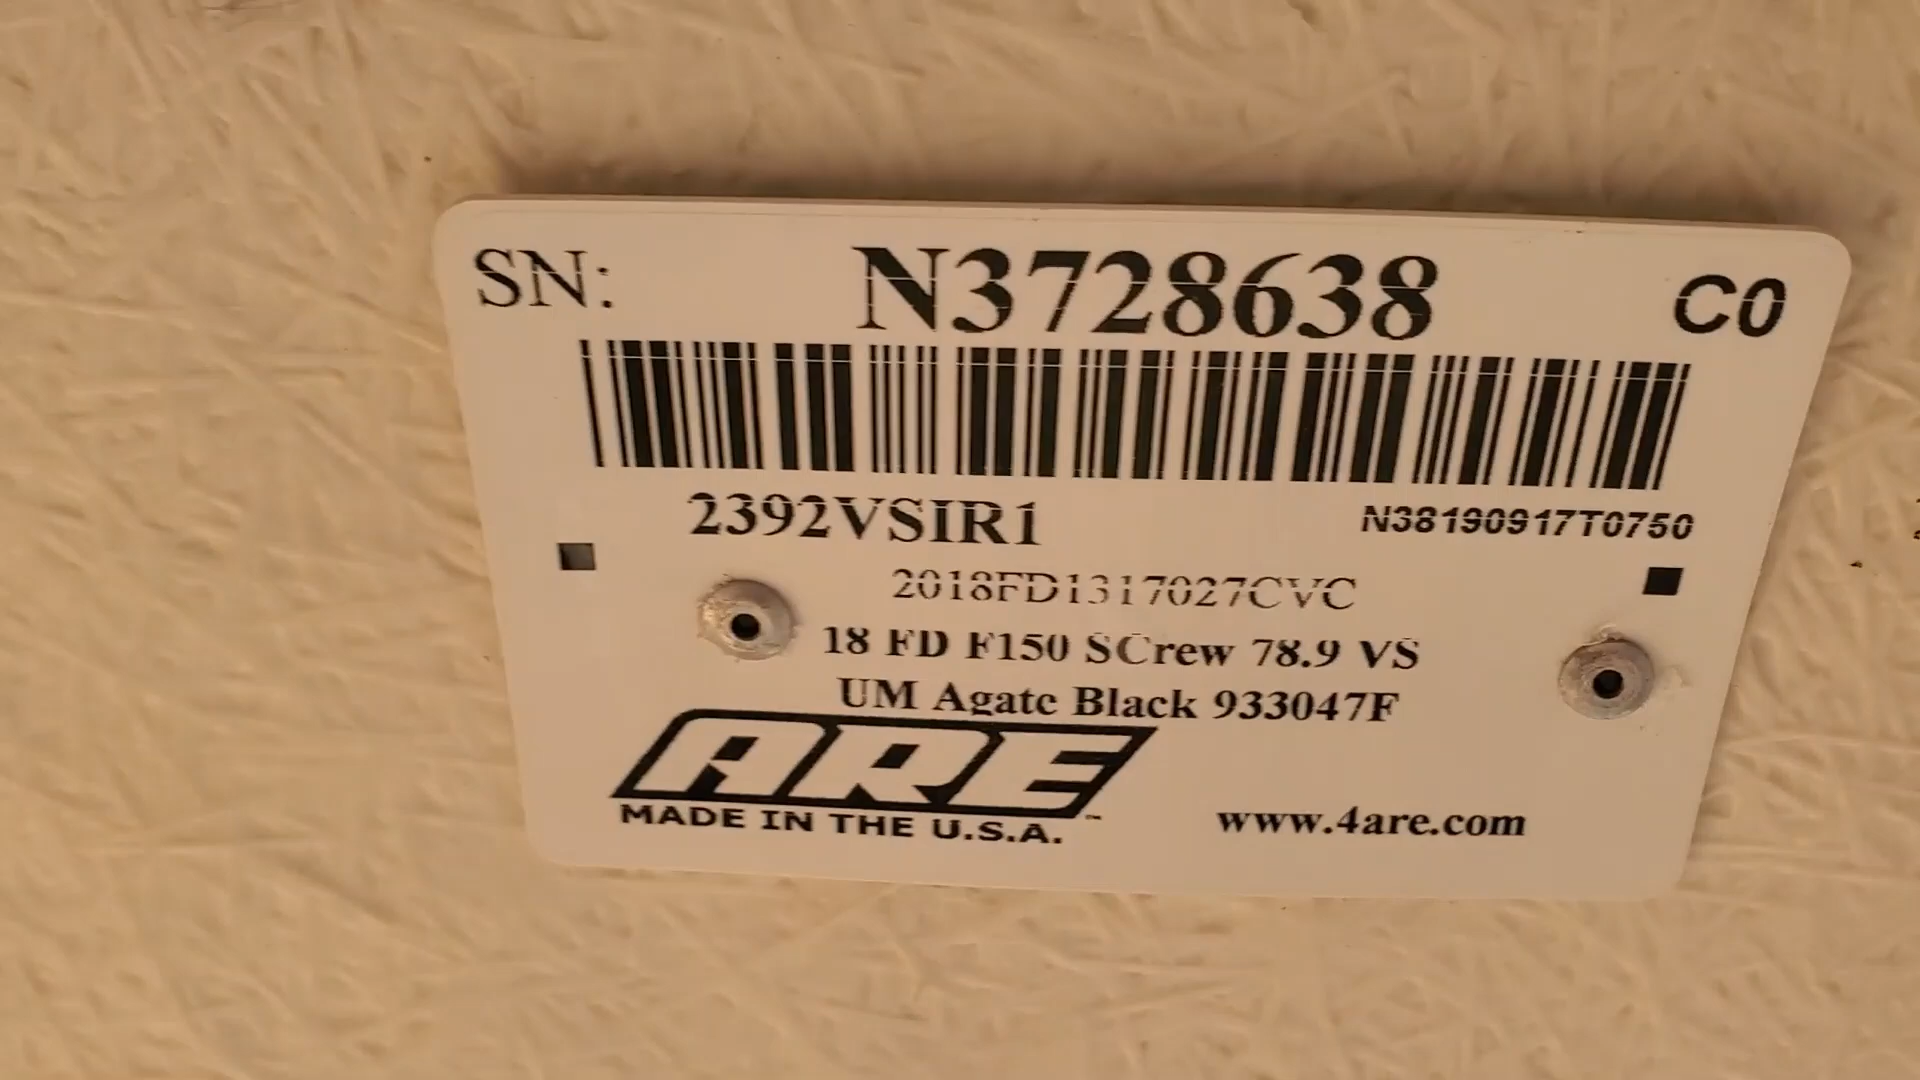 SN: N3728638 C0
2392VSIR1 N38190917T0750
2018FD1317027CVC
18 FD F150 SCrew 78.9 VS
UM Agate Black 933047F
ARE™
MADE IN THE U.S.A. www.4are.com